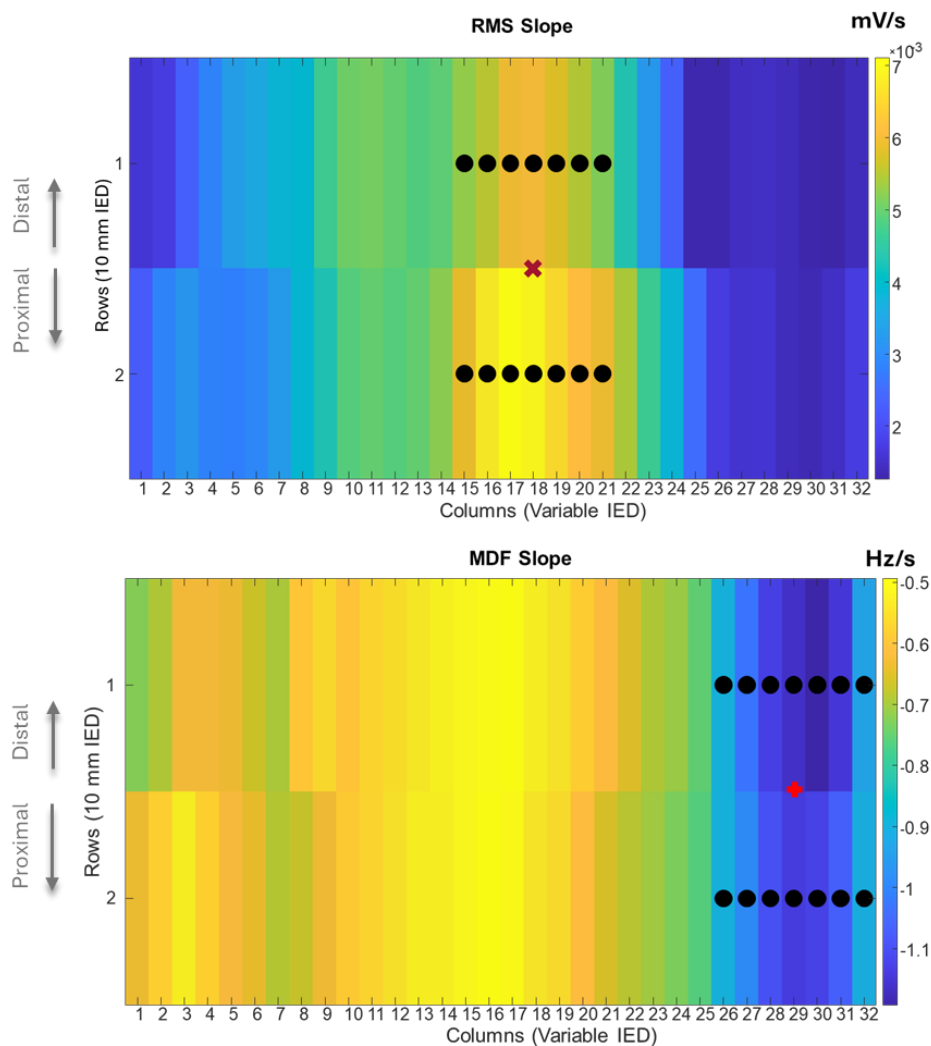 mV/s
RMS Slope
×10⁻³
7
6
5
4
3
2
Distal
Proximal
Rows (10 mm IED)
1
2
1 2 3 4 5 6 7 8 9 10 11 12 13 14 15 16 17 18 19 20 21 22 23 24 25 26 27 28 29 30 31 32
Columns (Variable IED)
MDF Slope
Hz/s
-0.5
-0.6
-0.7
-0.8
-0.9
-1
-1.1
Distal
Proximal
Rows (10 mm IED)
1
2
1 2 3 4 5 6 7 8 9 10 11 12 13 14 15 16 17 18 19 20 21 22 23 24 25 26 27 28 29 30 31 32
Columns (Variable IED)